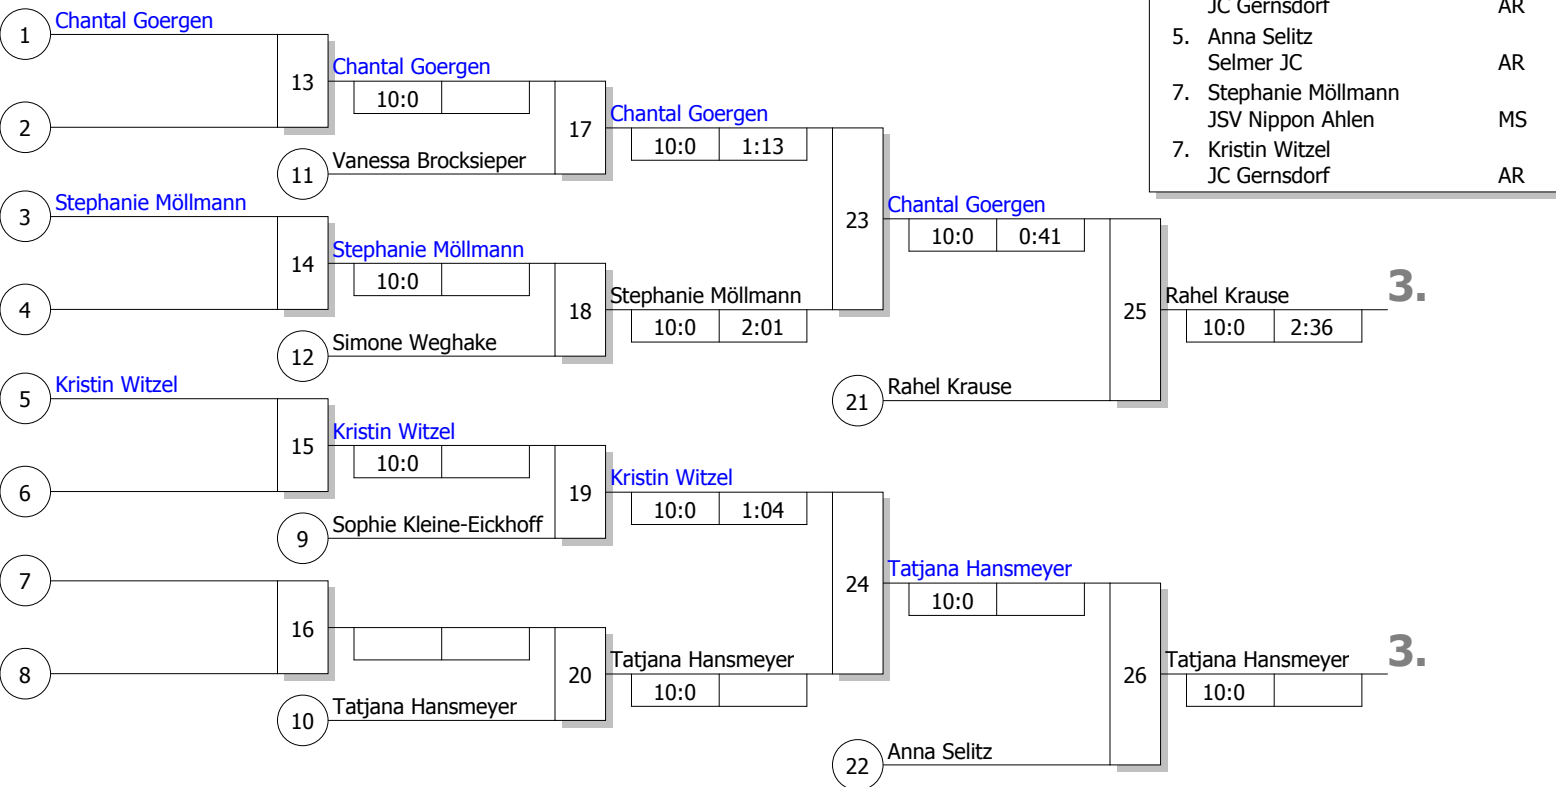 JC Gernsdorf AR
5. Anna Selitz
Selmer JC AR
7. Stephanie Möllmann
JSV Nippon Ahlen MS
7. Kristin Witzel
JC Gernsdorf AR
1 Chantal Goergen
13 Chantal Goergen
10:0
2
17 Chantal Goergen
10:0 1:13
11 Vanessa Brocksieper
3 Stephanie Möllmann
23 Chantal Goergen
10:0 0:41
14 Stephanie Möllmann
10:0
4
18 Stephanie Möllmann
10:0 2:01
12 Simone Weghake
25 Rahel Krause 3.
10:0 2:36
5 Kristin Witzel
21 Rahel Krause
15 Kristin Witzel
10:0
6
19 Kristin Witzel
10:0 1:04
9 Sophie Kleine-Eickhoff
7
24 Tatjana Hansmeyer
10:0
16
8
20 Tatjana Hansmeyer
10:0
10 Tatjana Hansmeyer
26 Tatjana Hansmeyer 3.
10:0
22 Anna Selitz